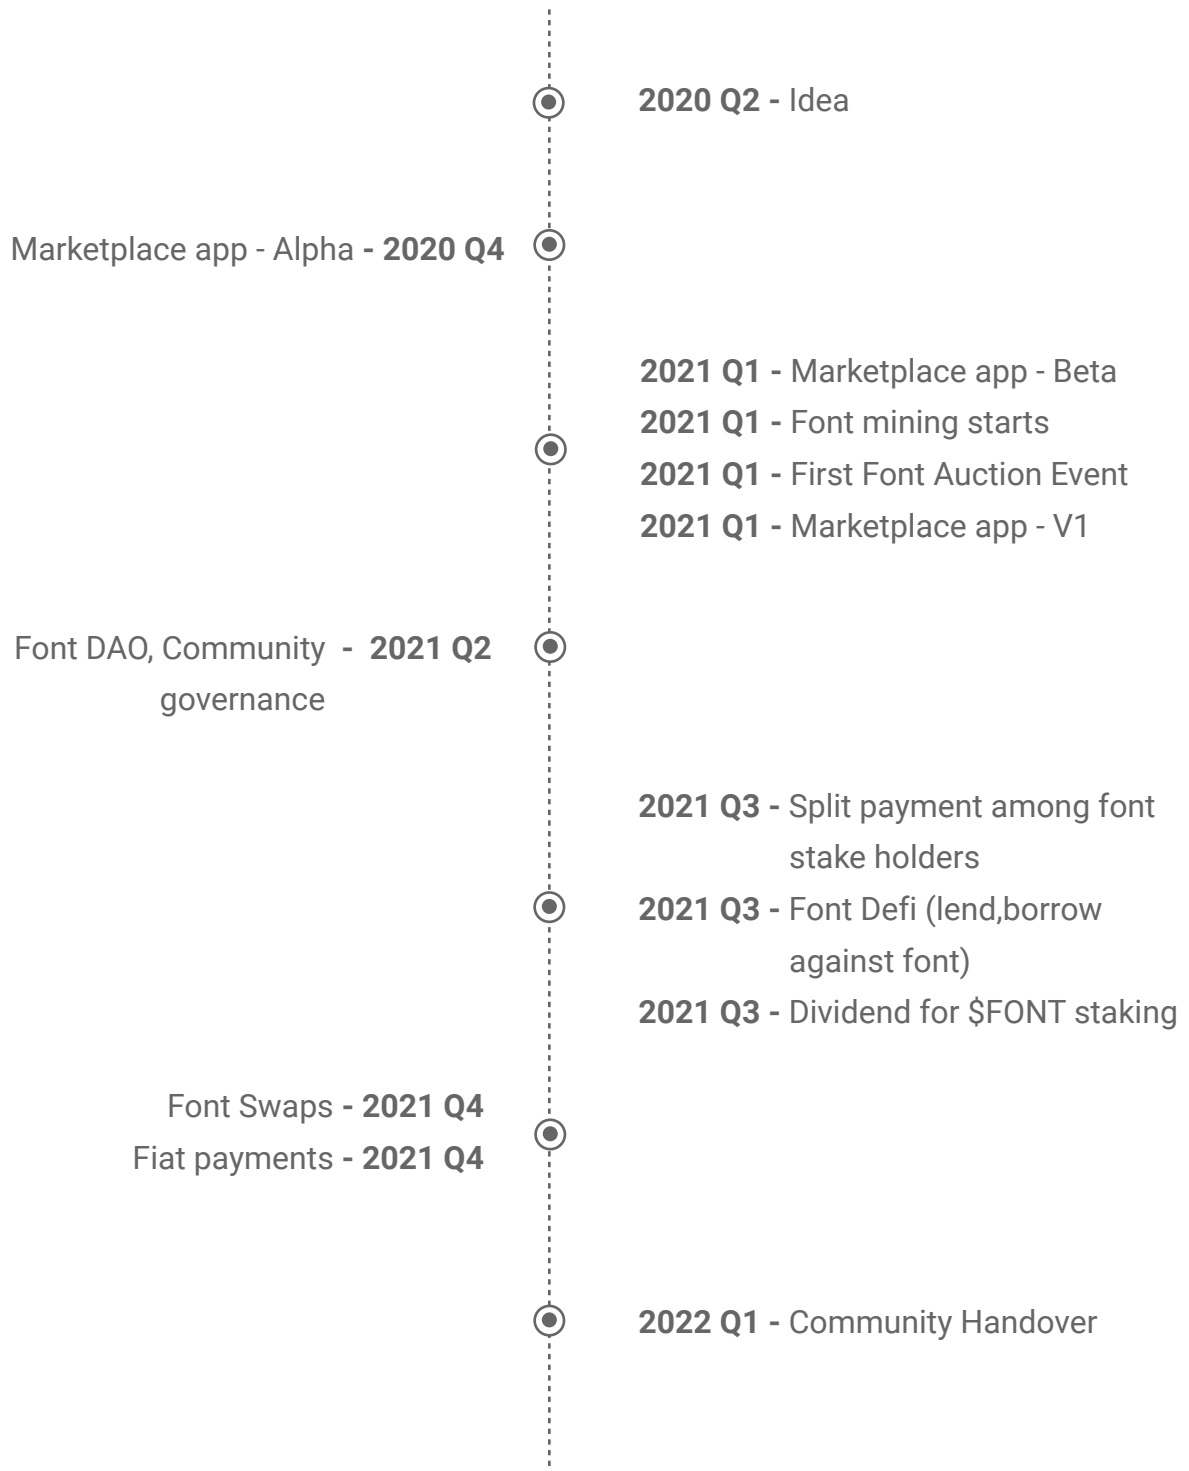 2020 Q2 - Idea
Marketplace app - Alpha - 2020 Q4
2021 Q1 - Marketplace app - Beta
2021 Q1 - Font mining starts
2021 Q1 - First Font Auction Event
2021 Q1 - Marketplace app - V1
Font DAO, Community - 2021 Q2
governance
2021 Q3 - Split payment among font
stake holders
2021 Q3 - Font Defi (lend,borrow
against font)
2021 Q3 - Dividend for $FONT staking
Font Swaps - 2021 Q4
Fiat payments - 2021 Q4
2022 Q1 - Community Handover